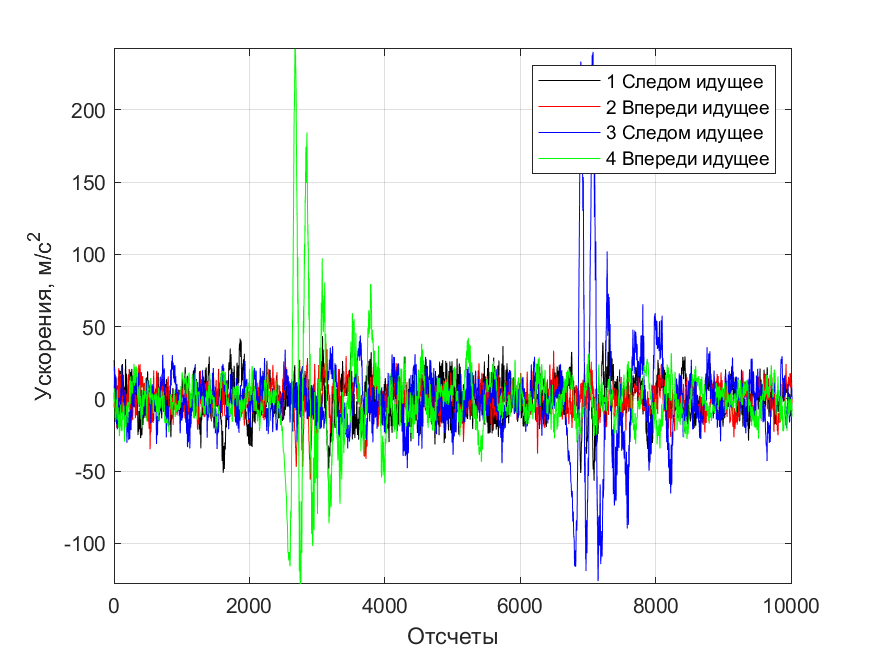 1 Следом идущее
2 Впереди идущее
3 Следом идущее
4 Впереди идущее
200
150
100
50
0
-50
-100
Ускорения, м/с²
0 2000 4000 6000 8000 10000
Отсчеты